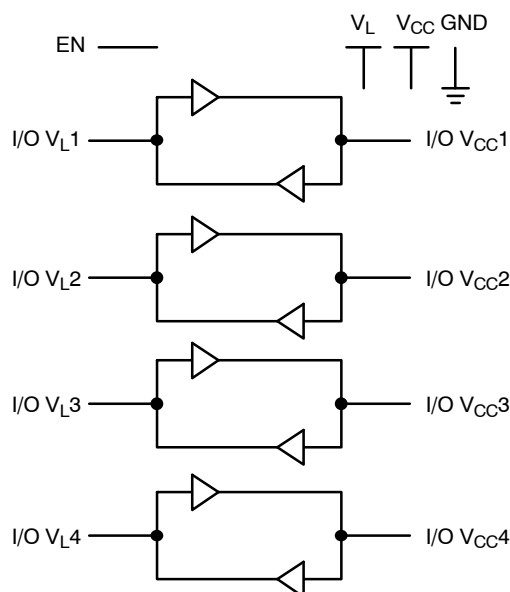 EN V_L V_CC GND
I/O V_L1 I/O V_CC1
I/O V_L2 I/O V_CC2
I/O V_L3 I/O V_CC3
I/O V_L4 I/O V_CC4